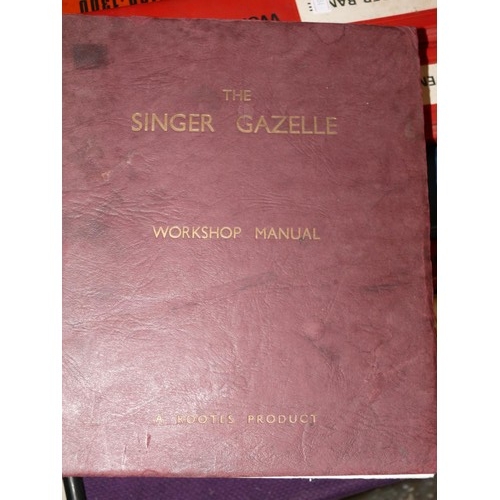 THE
SINGER GAZELLE
WORKSHOP MANUAL
A ROOTES PRODUCT